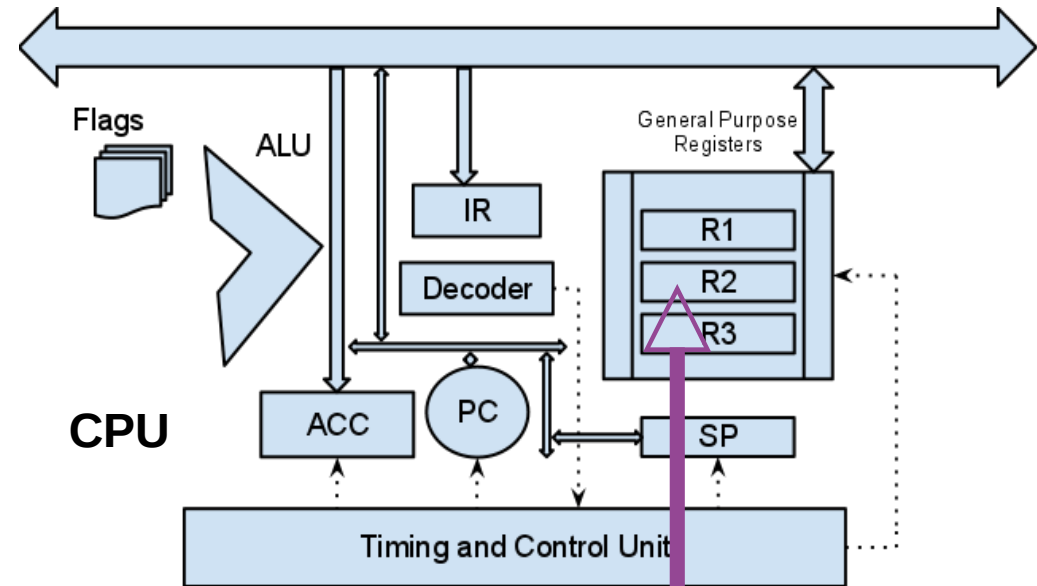 Flags
ALU
General Purpose
Registers
IR
R1
Decoder
R2
R3
CPU
ACC
PC
SP
Timing and Control Unit